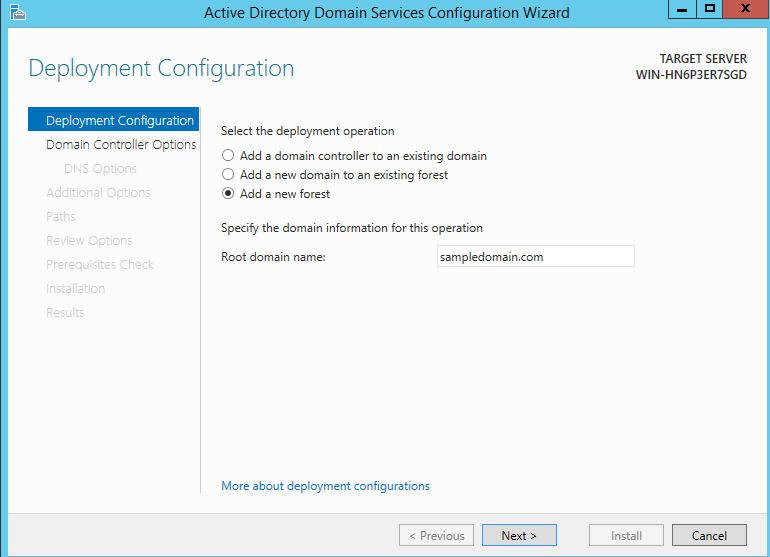 Active Directory Domain Services Configuration Wizard
Deployment Configuration
TARGET SERVER
WIN-HN6P3ER7SGD
Deployment Configuration
Domain Controller Options
DNS Options
Additional Options
Paths
Review Options
Prerequisites Check
Installation
Results
Select the deployment operation
Add a domain controller to an existing domain
Add a new domain to an existing forest
Add a new forest
Specify the domain information for this operation
Root domain name: sampledomain.com
More about deployment configurations
< Previous Next > Install Cancel